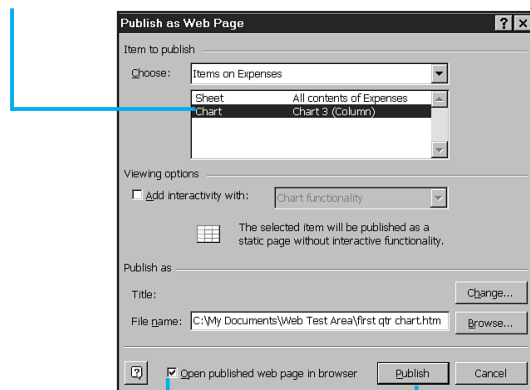 Publish as Web Page
Item to publish
Choose: Items on Expenses
Sheet All contents of Expenses
Chart Chart 3 (Column)
Viewing options
Add interactivity with: Chart functionality
The selected item will be published as a
static page without interactive functionality.
Publish as
Title: Change...
File name: C:\My Documents\Web Test Area\first qtr chart.htm Browse...
Open published web page in browser Publish Cancel